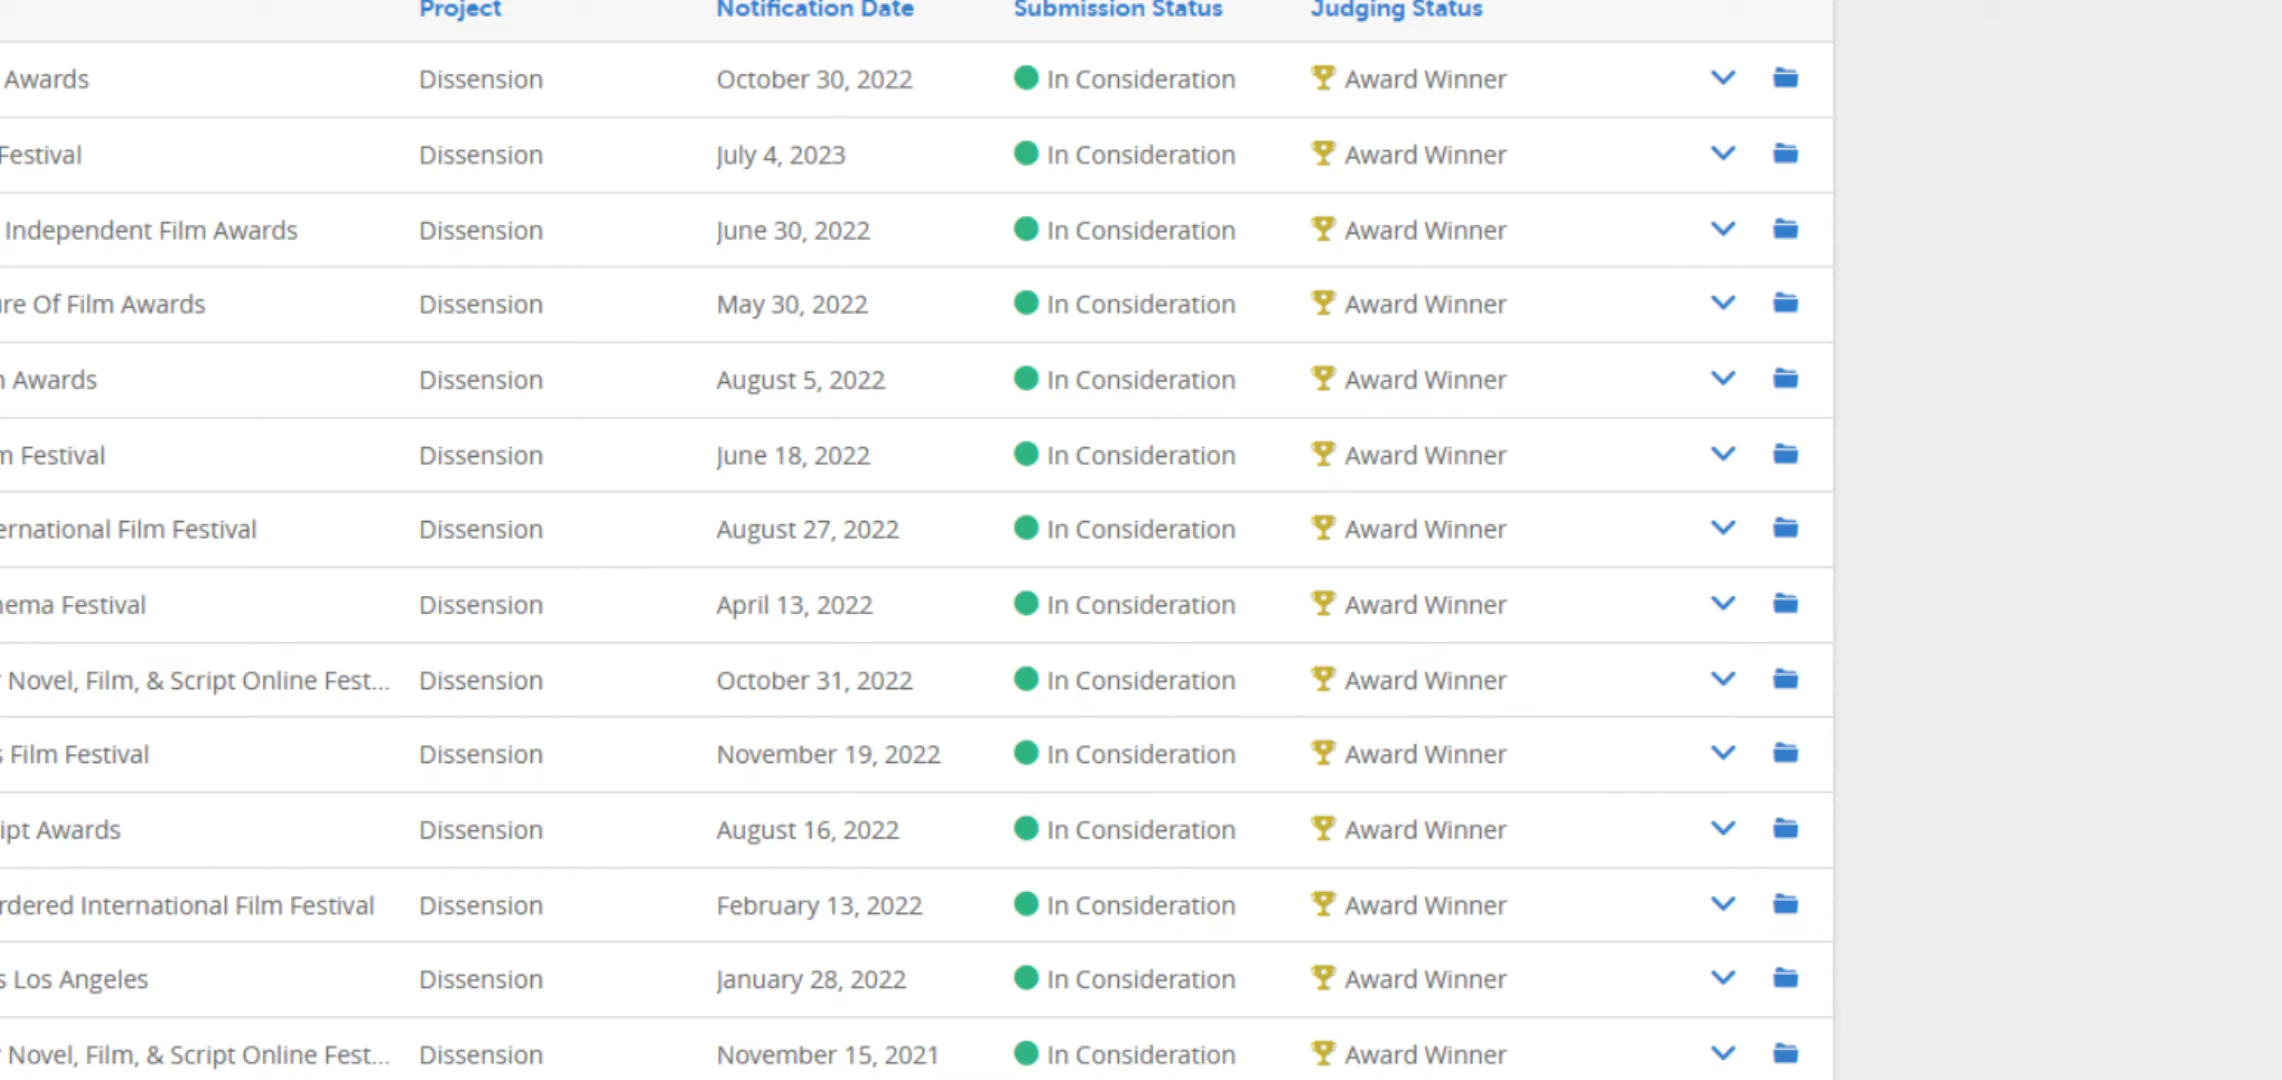 Project Notification Date Submission Status Judging Status
Awards Dissension October 30, 2022 In Consideration Award Winner
Festival Dissension July 4, 2023 In Consideration Award Winner
Independent Film Awards Dissension June 30, 2022 In Consideration Award Winner
Of Film Awards Dissension May 30, 2022 In Consideration Award Winner
Awards Dissension August 5, 2022 In Consideration Award Winner
Festival Dissension June 18, 2022 In Consideration Award Winner
ernational Film Festival Dissension August 27, 2022 In Consideration Award Winner
ema Festival Dissension April 13, 2022 In Consideration Award Winner
Novel, Film, & Script Online Fest... Dissension October 31, 2022 In Consideration Award Winner
s Film Festival Dissension November 19, 2022 In Consideration Award Winner
ipt Awards Dissension August 16, 2022 In Consideration Award Winner
rdered International Film Festival Dissension February 13, 2022 In Consideration Award Winner
s Los Angeles Dissension January 28, 2022 In Consideration Award Winner
Novel, Film, & Script Online Fest... Dissension November 15, 2021 In Consideration Award Winner